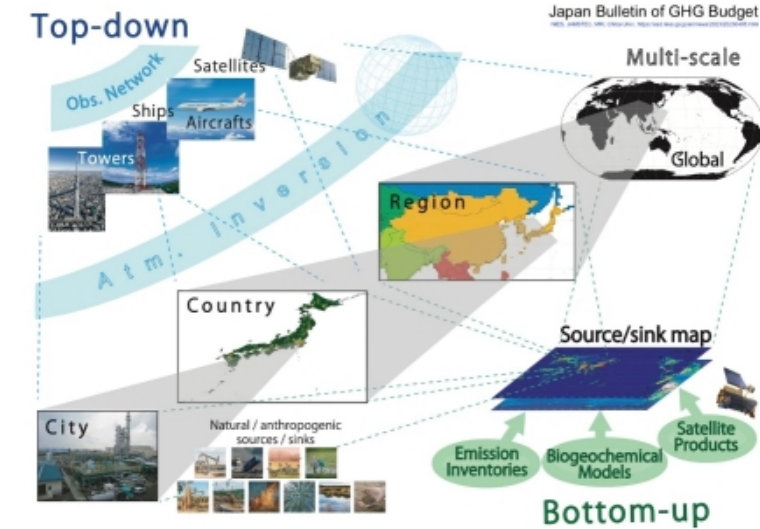 Japan Bulletin of GHG Budget
Top-down
Multi-scale
Obs. Network
Satellites
Ships
Aircrafts
Towers
Global
Atm. Inversion
Region
Country
Source/sink map
City
Natural / anthropogenic
sources / sinks
Emission
Inventories
Biogeochemical
Models
Satellite
Products
Bottom-up